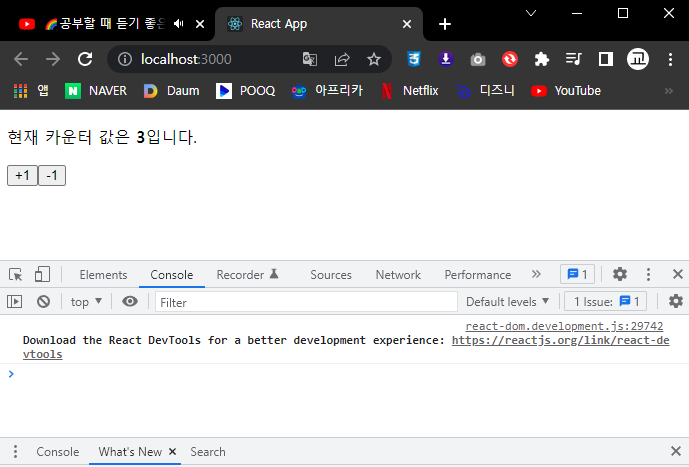 🌈공부할 때 듣기 좋은
React App
localhost:3000
앱
NAVER
Daum
POOQ
아프리카
Netflix
디즈니
YouTube
»
현재 카운터 값은 3입니다.
+1 -1
Elements Console Recorder Sources Network Performance » 1
top Filter Default levels 1 Issue: 1
react-dom.development.js:29742
Download the React DevTools for a better development experience: https://reactjs.org/link/react-de
vtools
Console What's New Search